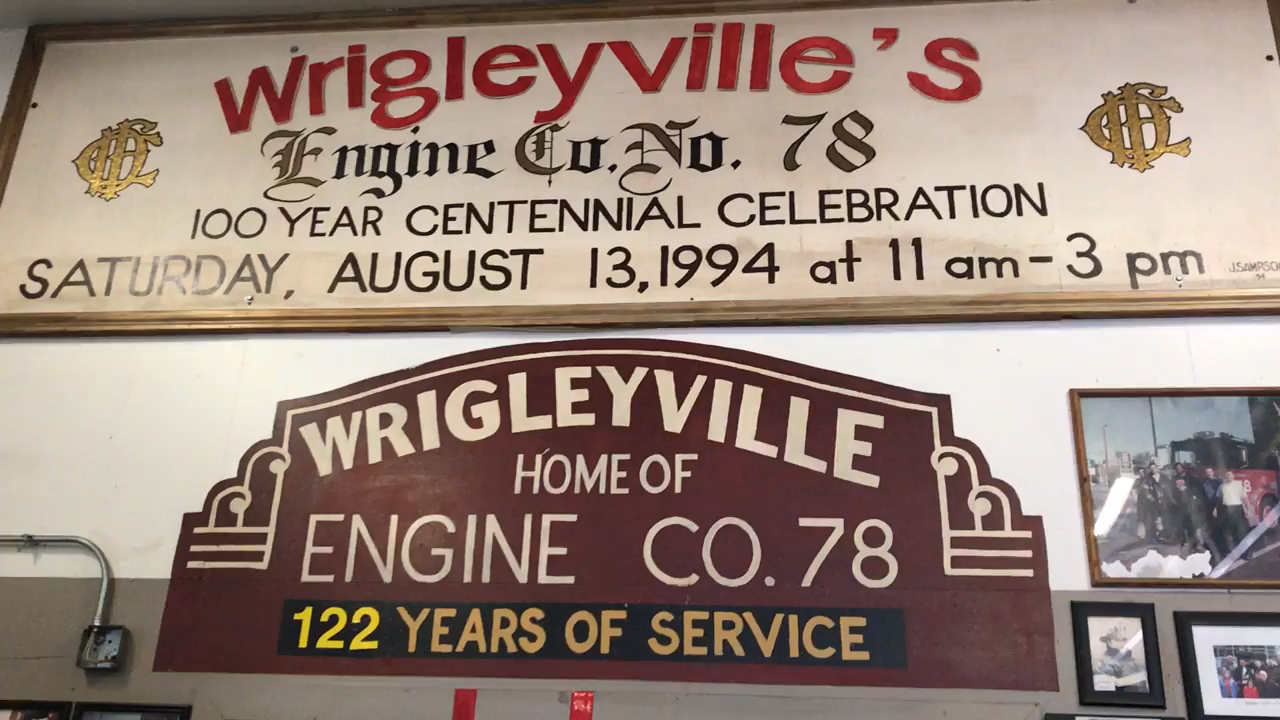 Wrigleyville's
Engine Co. No. 78
100 YEAR CENTENNIAL CELEBRATION
SATURDAY, AUGUST 13, 1994 at 11 am - 3 pm
J. SAMPSON
WRIGLEYVILLE
HOME OF
ENGINE CO. 78
122 YEARS OF SERVICE